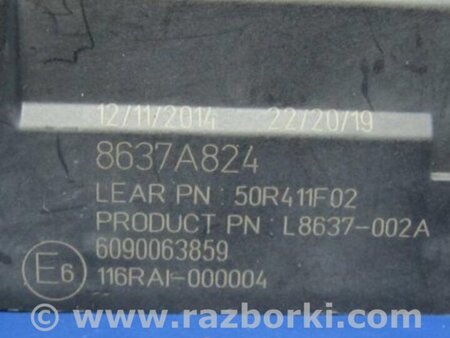 12/11/2014 22/20/19
8637A824
LEAR PN : 50R411F02
PRODUCT PN : L8637-002A
6090063859
E6
116RAI-000004
www.razborki.com